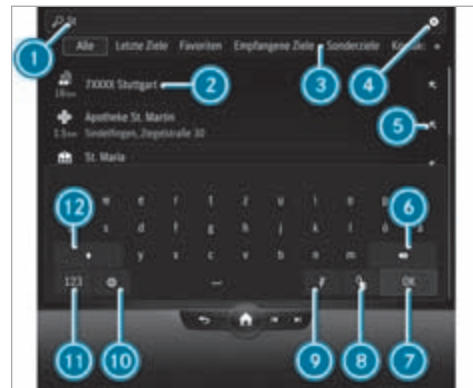 St
1
Alle Letzte Ziele Favoriten Empfangene Ziele Sonderziele
2 3 4
7XXXX Stuttgart
Apotheke St. Martin
Sindelfingen, Ziegelstraße 30
5
St. Maria
12 e r t z u i o 6
s d f g h j k l ö ä
y x c v b n m
123 OK
11 10 9 8 7